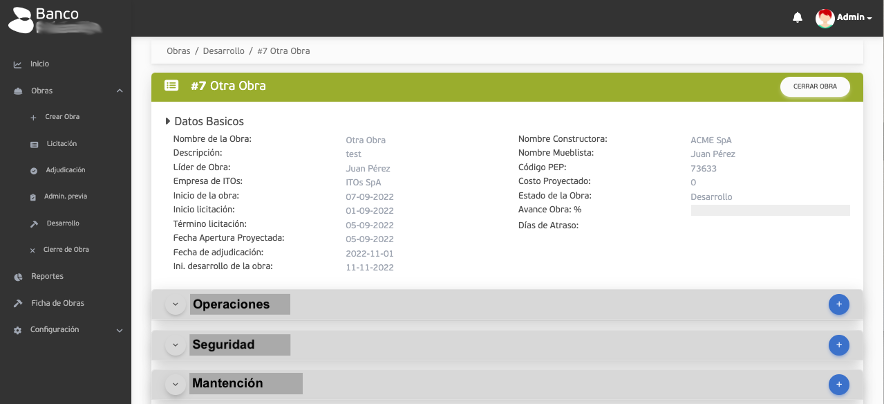 Banco
Admin
Inicio
Obras
Crear Obra
Licitación
Adjudicación
Admin. previa
Desarrollo
Cierre de Obra
Reportes
Ficha de Obras
Configuración
Obras / Desarrollo / #7 Otra Obra
#7 Otra Obra
CERRAR OBRA
Datos Basicos
Nombre de la Obra: Otra Obra
Descripción: test
Líder de Obra: Juan Pérez
Empresa de ITOs: ITOs SpA
Inicio de la obra: 07-09-2022
Inicio licitación: 01-09-2022
Término licitación: 05-09-2022
Fecha Apertura Proyectada: 05-09-2022
Fecha de adjudicación: 2022-11-01
Ini. desarrollo de la obra: 11-11-2022
Nombre Constructora: ACME SpA
Nombre Mueblista: Juan Pérez
Código PEP: 73633
Costo Proyectado: 0
Estado de la Obra: Desarrollo
Avance Obra: %
Días de Atraso:
Operaciones
Seguridad
Mantención